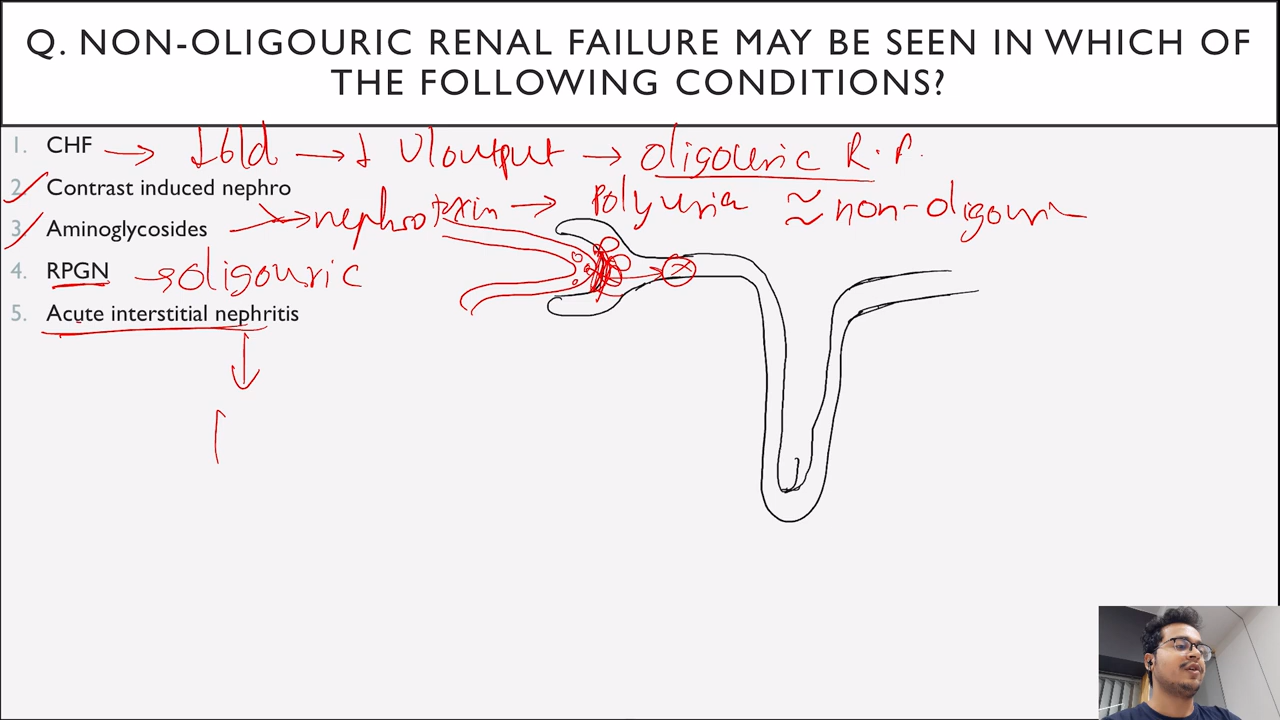 Q. NON-OLIGOURIC RENAL FAILURE MAY BE SEEN IN WHICH OF
THE FOLLOWING CONDITIONS?
1. CHF → ↓ bld → ↓ output → oligouric R.F.
2. Contrast induced nephro
nephrotoxin → Polyuria ≈ non-oligouric
3. Aminoglycosides
4. RPGN → oligouric
5. Acute interstitial nephritis